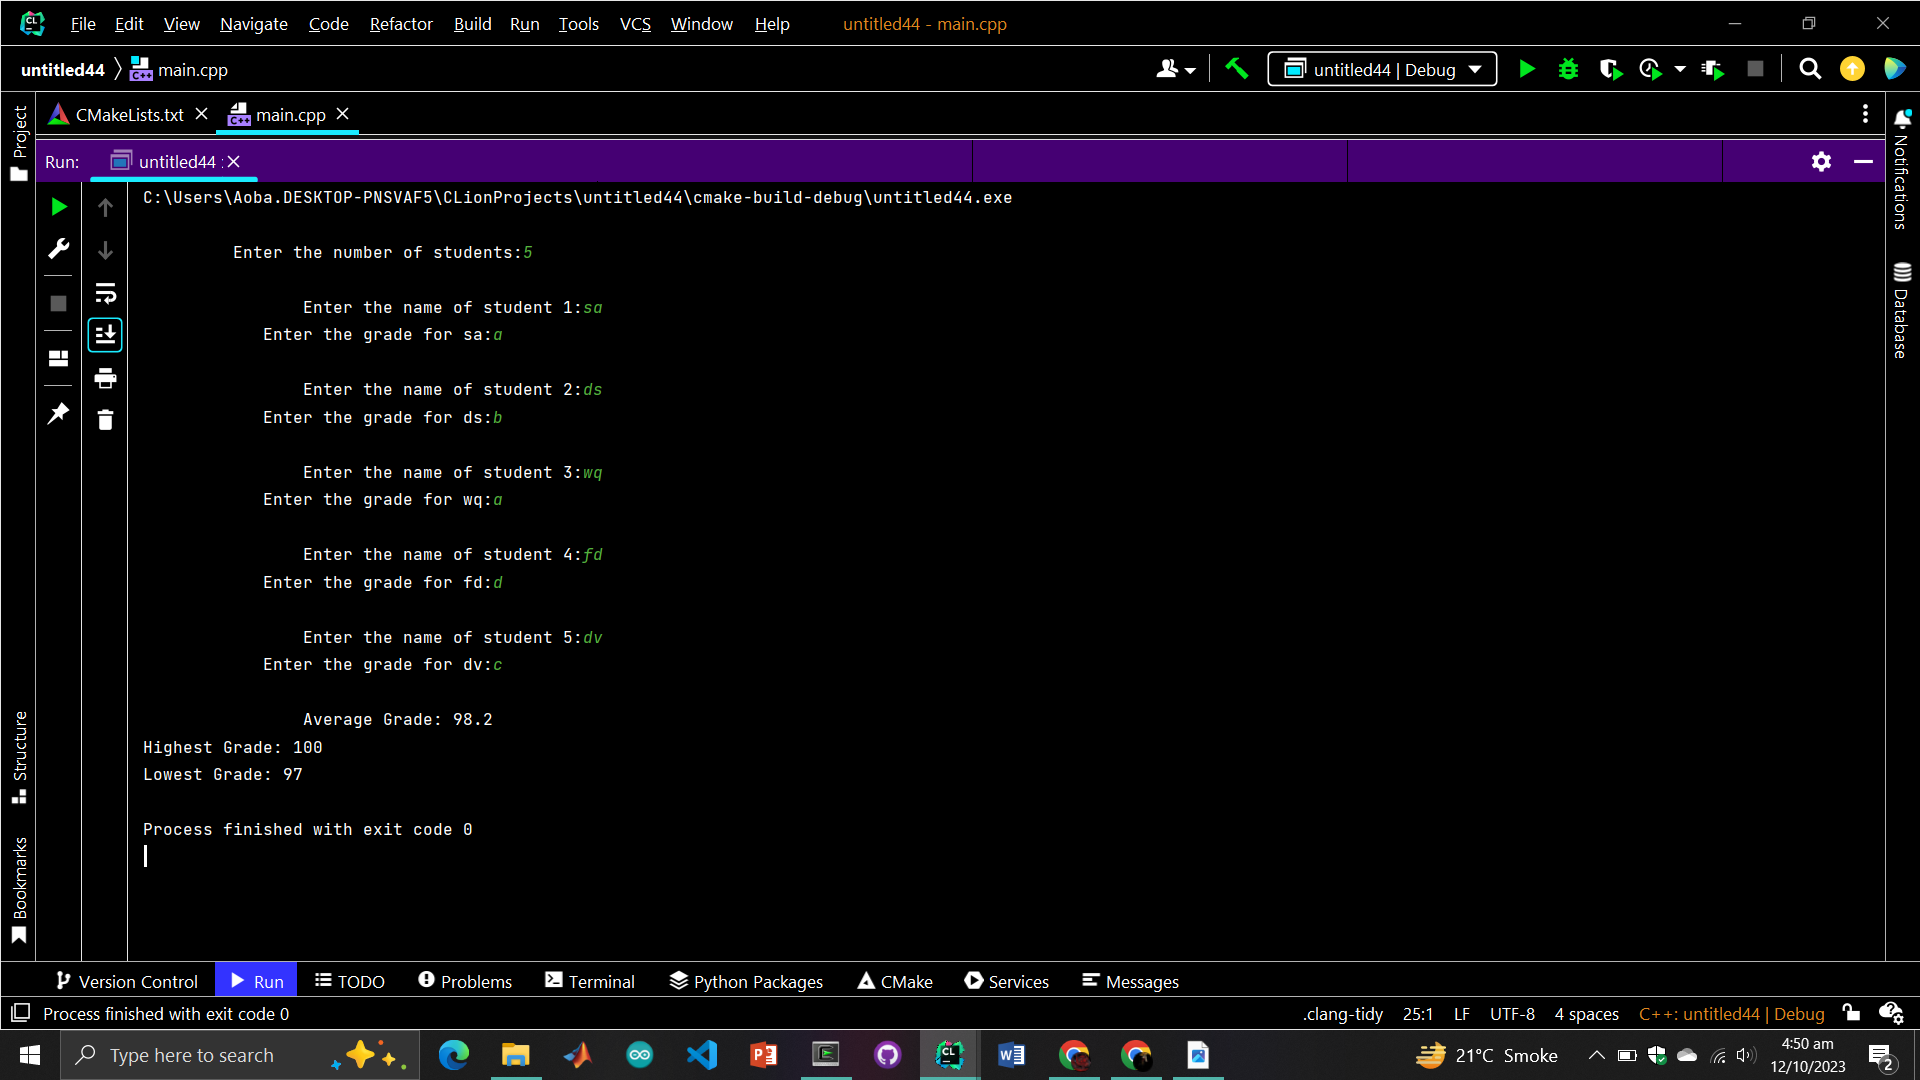 File Edit View Navigate Code Refactor Build Run Tools VCS Window Help untitled44 - main.cpp
untitled44 main.cpp untitled44 | Debug
CMakeLists.txt main.cpp
Project
Run: untitled44
Notifications
Database
C:\Users\Aoba.DESKTOP-PNSVAF5\CLionProjects\untitled44\cmake-build-debug\untitled44.exe
Enter the number of students:5
Enter the name of student 1:sa
Enter the grade for sa:a
Enter the name of student 2:ds
Enter the grade for ds:b
Enter the name of student 3:wq
Enter the grade for wq:a
Enter the name of student 4:fd
Enter the grade for fd:d
Enter the name of student 5:dv
Enter the grade for dv:c
Average Grade: 98.2
Highest Grade: 100
Lowest Grade: 97
Process finished with exit code 0
Structure
Bookmarks
Version Control Run TODO Problems Terminal Python Packages CMake Services Messages
Process finished with exit code 0 .clang-tidy 25:1 LF UTF-8 4 spaces C++: untitled44 | Debug
Type here to search 21°C Smoke 4:50 am
12/10/2023 2